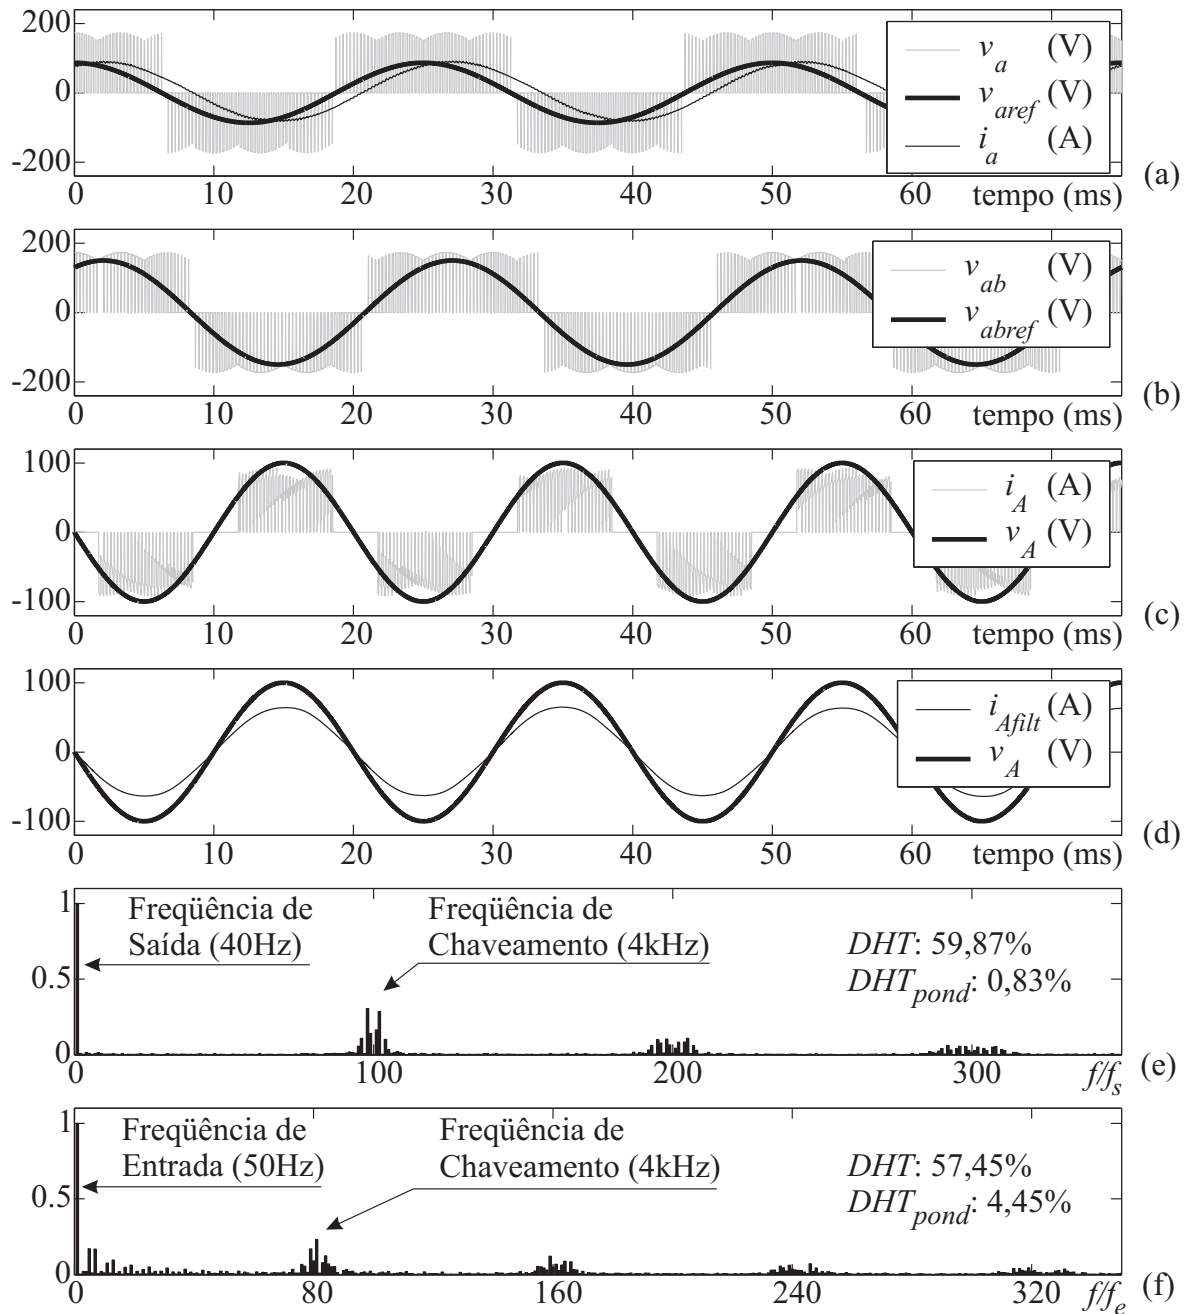 200
0
-200
v_a (V)
v_aref (V)
i_a (A)
0 10 20 30 40 50 60 tempo (ms)
(a)
200
0
-200
v_ab (V)
v_abref (V)
0 10 20 30 40 50 60 tempo (ms)
(b)
100
0
-100
i_A (A)
v_A (V)
0 10 20 30 40 50 60 tempo (ms)
(c)
100
0
-100
i_Afilt (A)
v_A (V)
0 10 20 30 40 50 60 tempo (ms)
(d)
1
0.5
0
Freqüência de
Saída (40Hz)
Freqüência de
Chaveamento (4kHz)
DHT: 59,87%
DHT_pond: 0,83%
0 100 200 300 f/f_s
(e)
1
0.5
0
Freqüência de
Entrada (50Hz)
Freqüência de
Chaveamento (4kHz)
DHT: 57,45%
DHT_pond: 4,45%
0 80 160 240 320 f/f_e
(f)